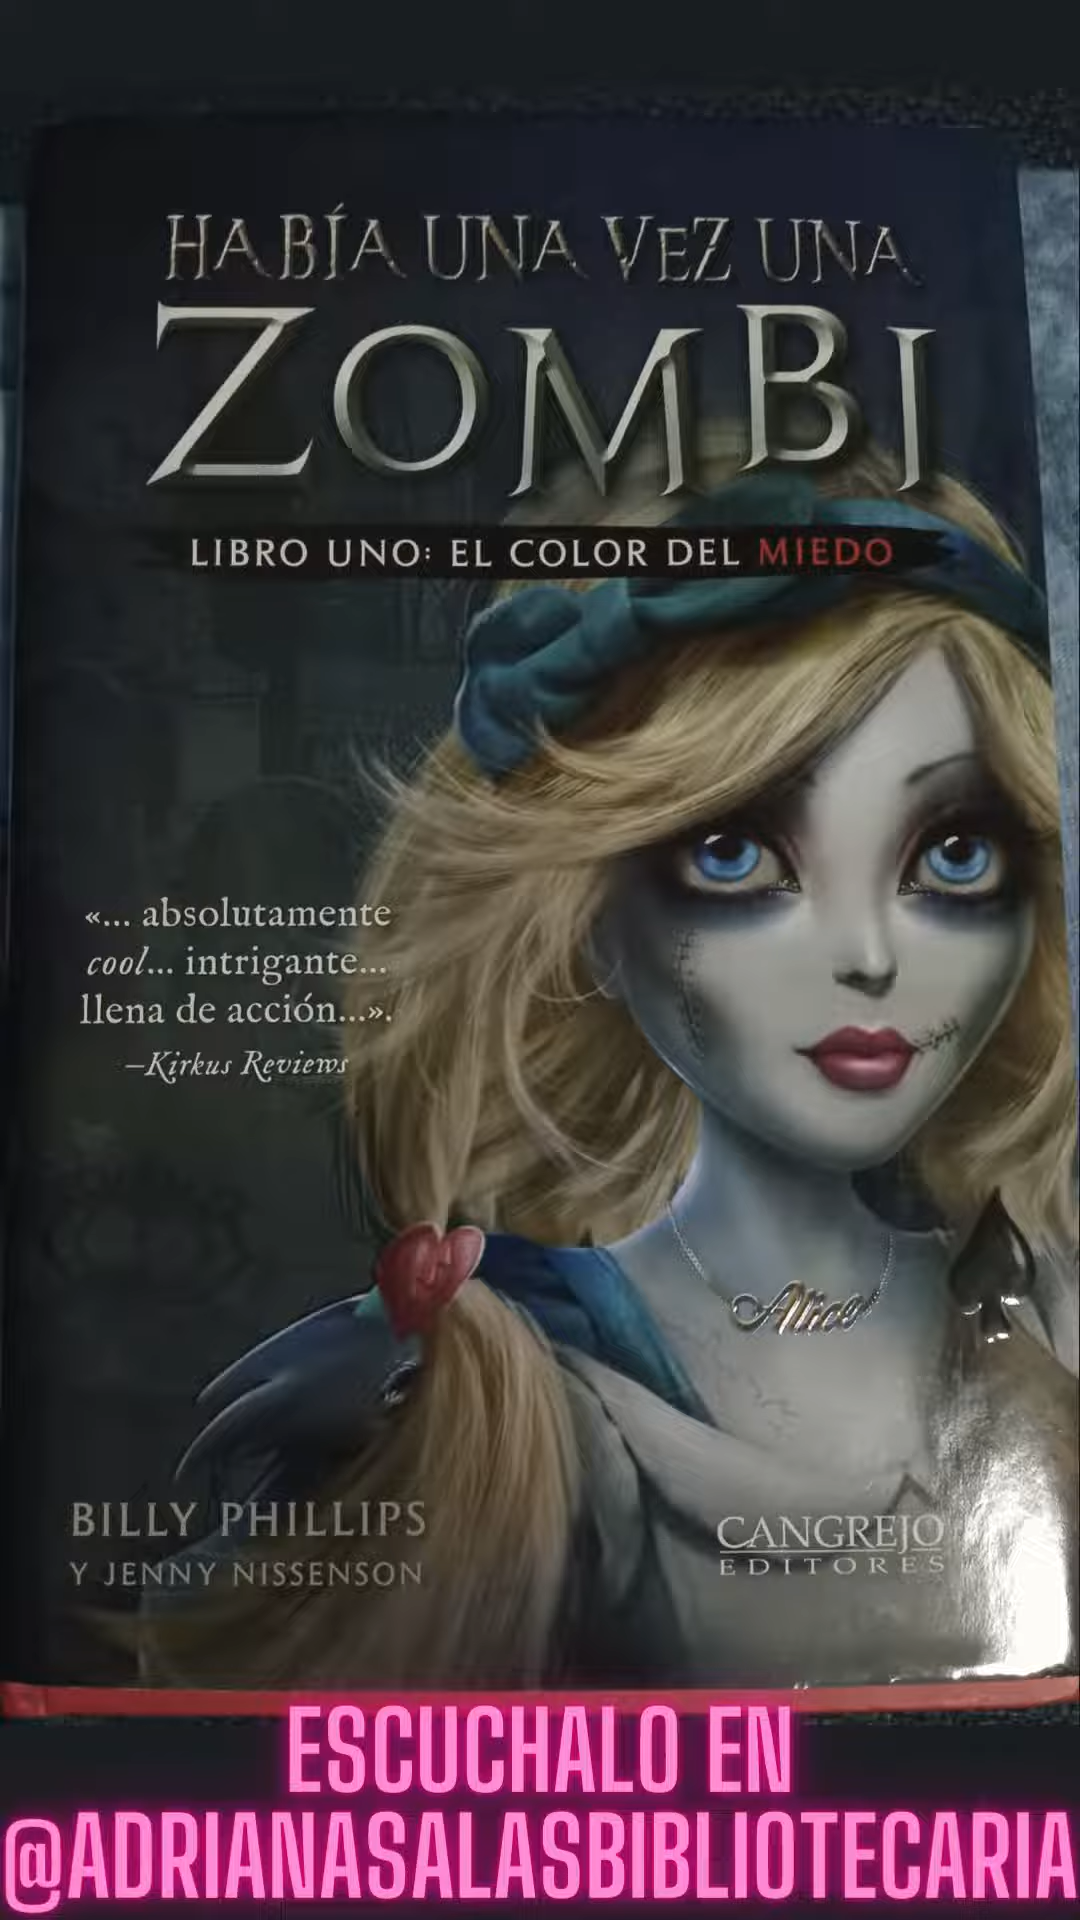 HABÍA UNA VEZ UNA
ZOMBI
LIBRO UNO: EL COLOR DEL MIEDO
«... absolutamente
cool... intrigante...
llena de acción...».
—Kirkus Reviews
Alice
BILLY PHILLIPS
Y JENNY NISSENSON
CANGREJO
EDITORES
ESCUCHALO EN
@ADRIANASALASBIBLIOTECARIA